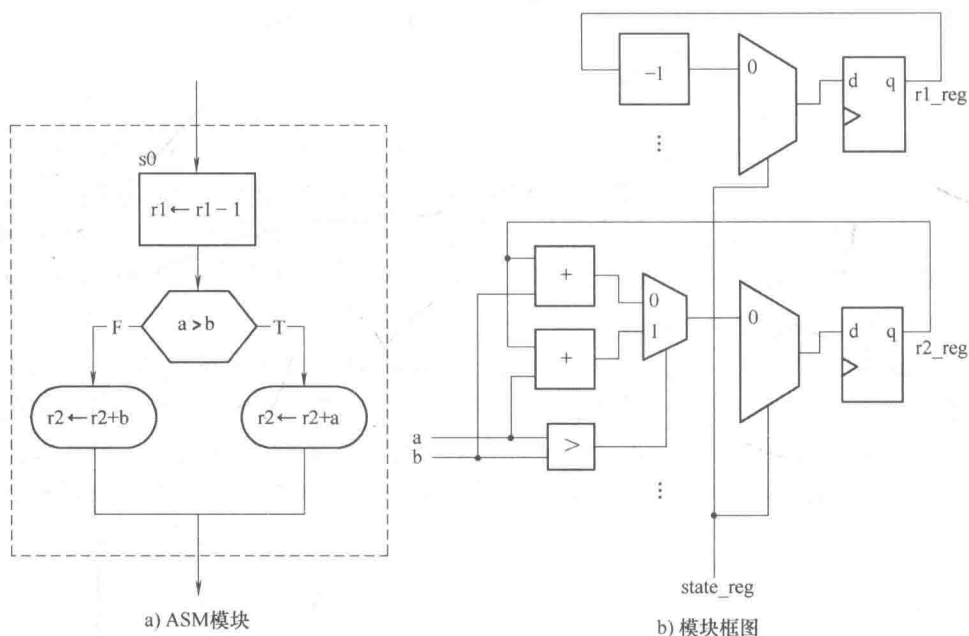 s0
r1 ← r1 − 1
a > b
F
T
r2 ← r2+b
r2 ← r2+a
a) ASM模块
−1
0
d q
r1_reg
⋮
+
0
+
1
0
d q
r2_reg
a
b
>
⋮
state_reg
b) 模块框图